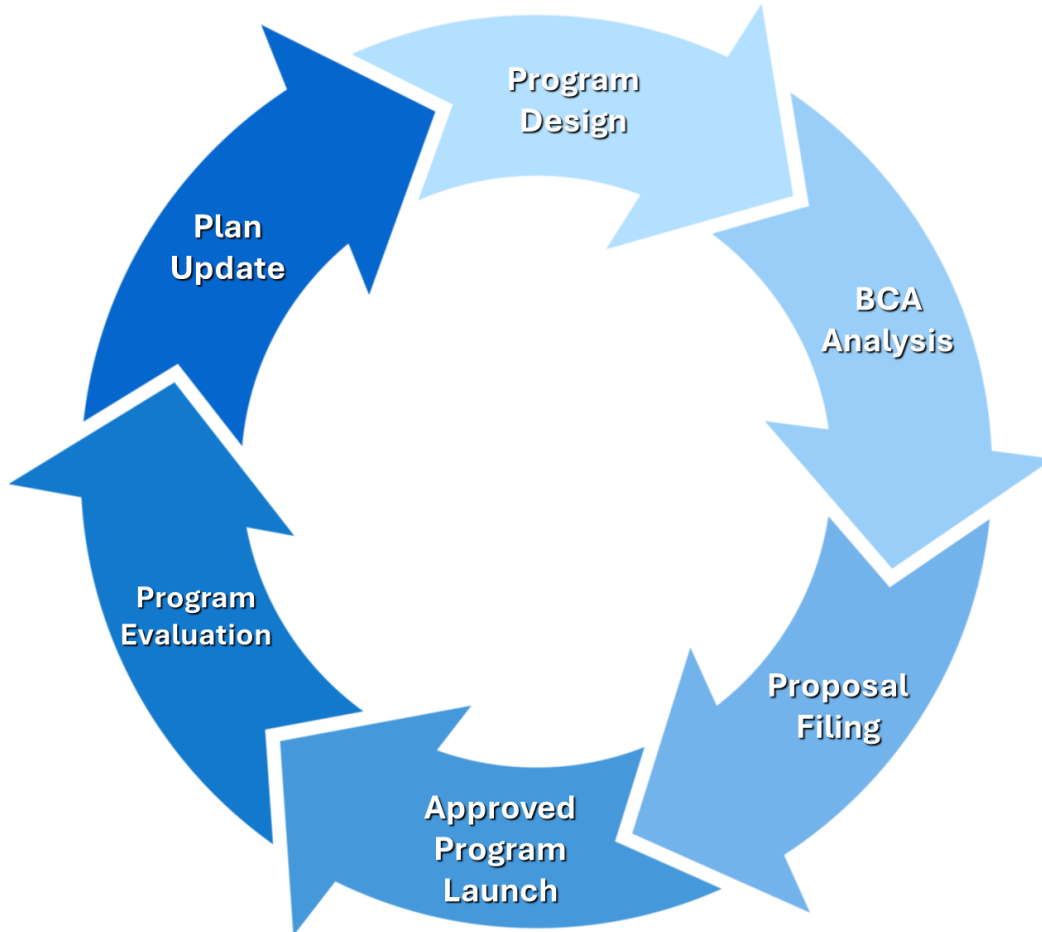 Program
Design
BCA
Analysis
Proposal
Filing
Approved
Program
Launch
Program
Evaluation
Plan
Update